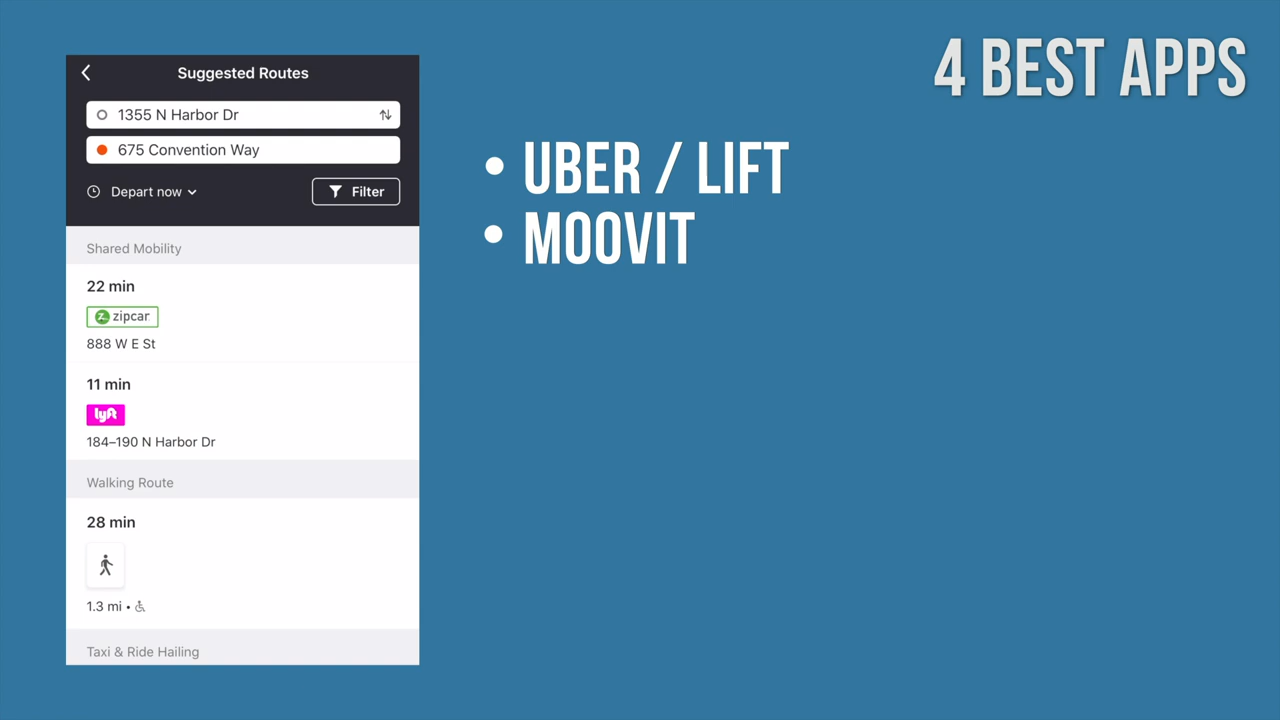 4 BEST APPS
• UBER / LIFT
• MOOVIT
Suggested Routes
1355 N Harbor Dr
675 Convention Way
Depart now
Filter
Shared Mobility
22 min
zipcar
888 W E St
11 min
lyft
184–190 N Harbor Dr
Walking Route
28 min
1.3 mi •
Taxi & Ride Hailing